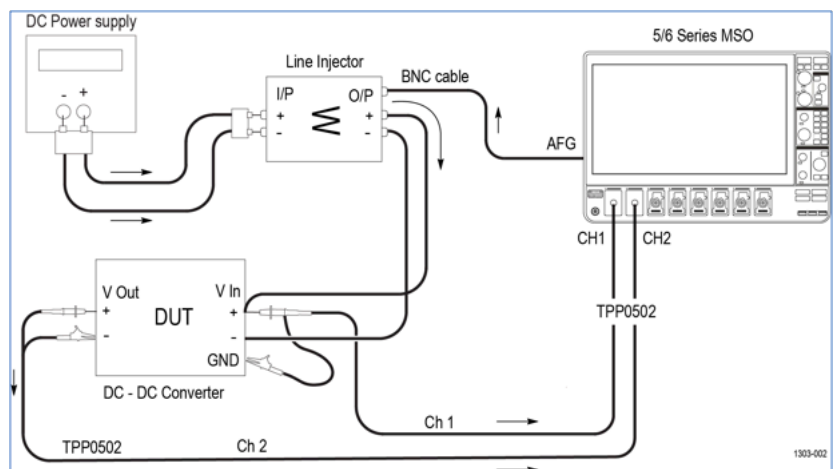 DC Power supply
- +
Line Injector
I/P
O/P
+
-
+
-
BNC cable
AFG
5/6 Series MSO
CH1
CH2
TPP0502
V Out
V In
+
-
+
-
DUT
GND
DC - DC Converter
Ch 1
TPP0502
Ch 2
1303-002